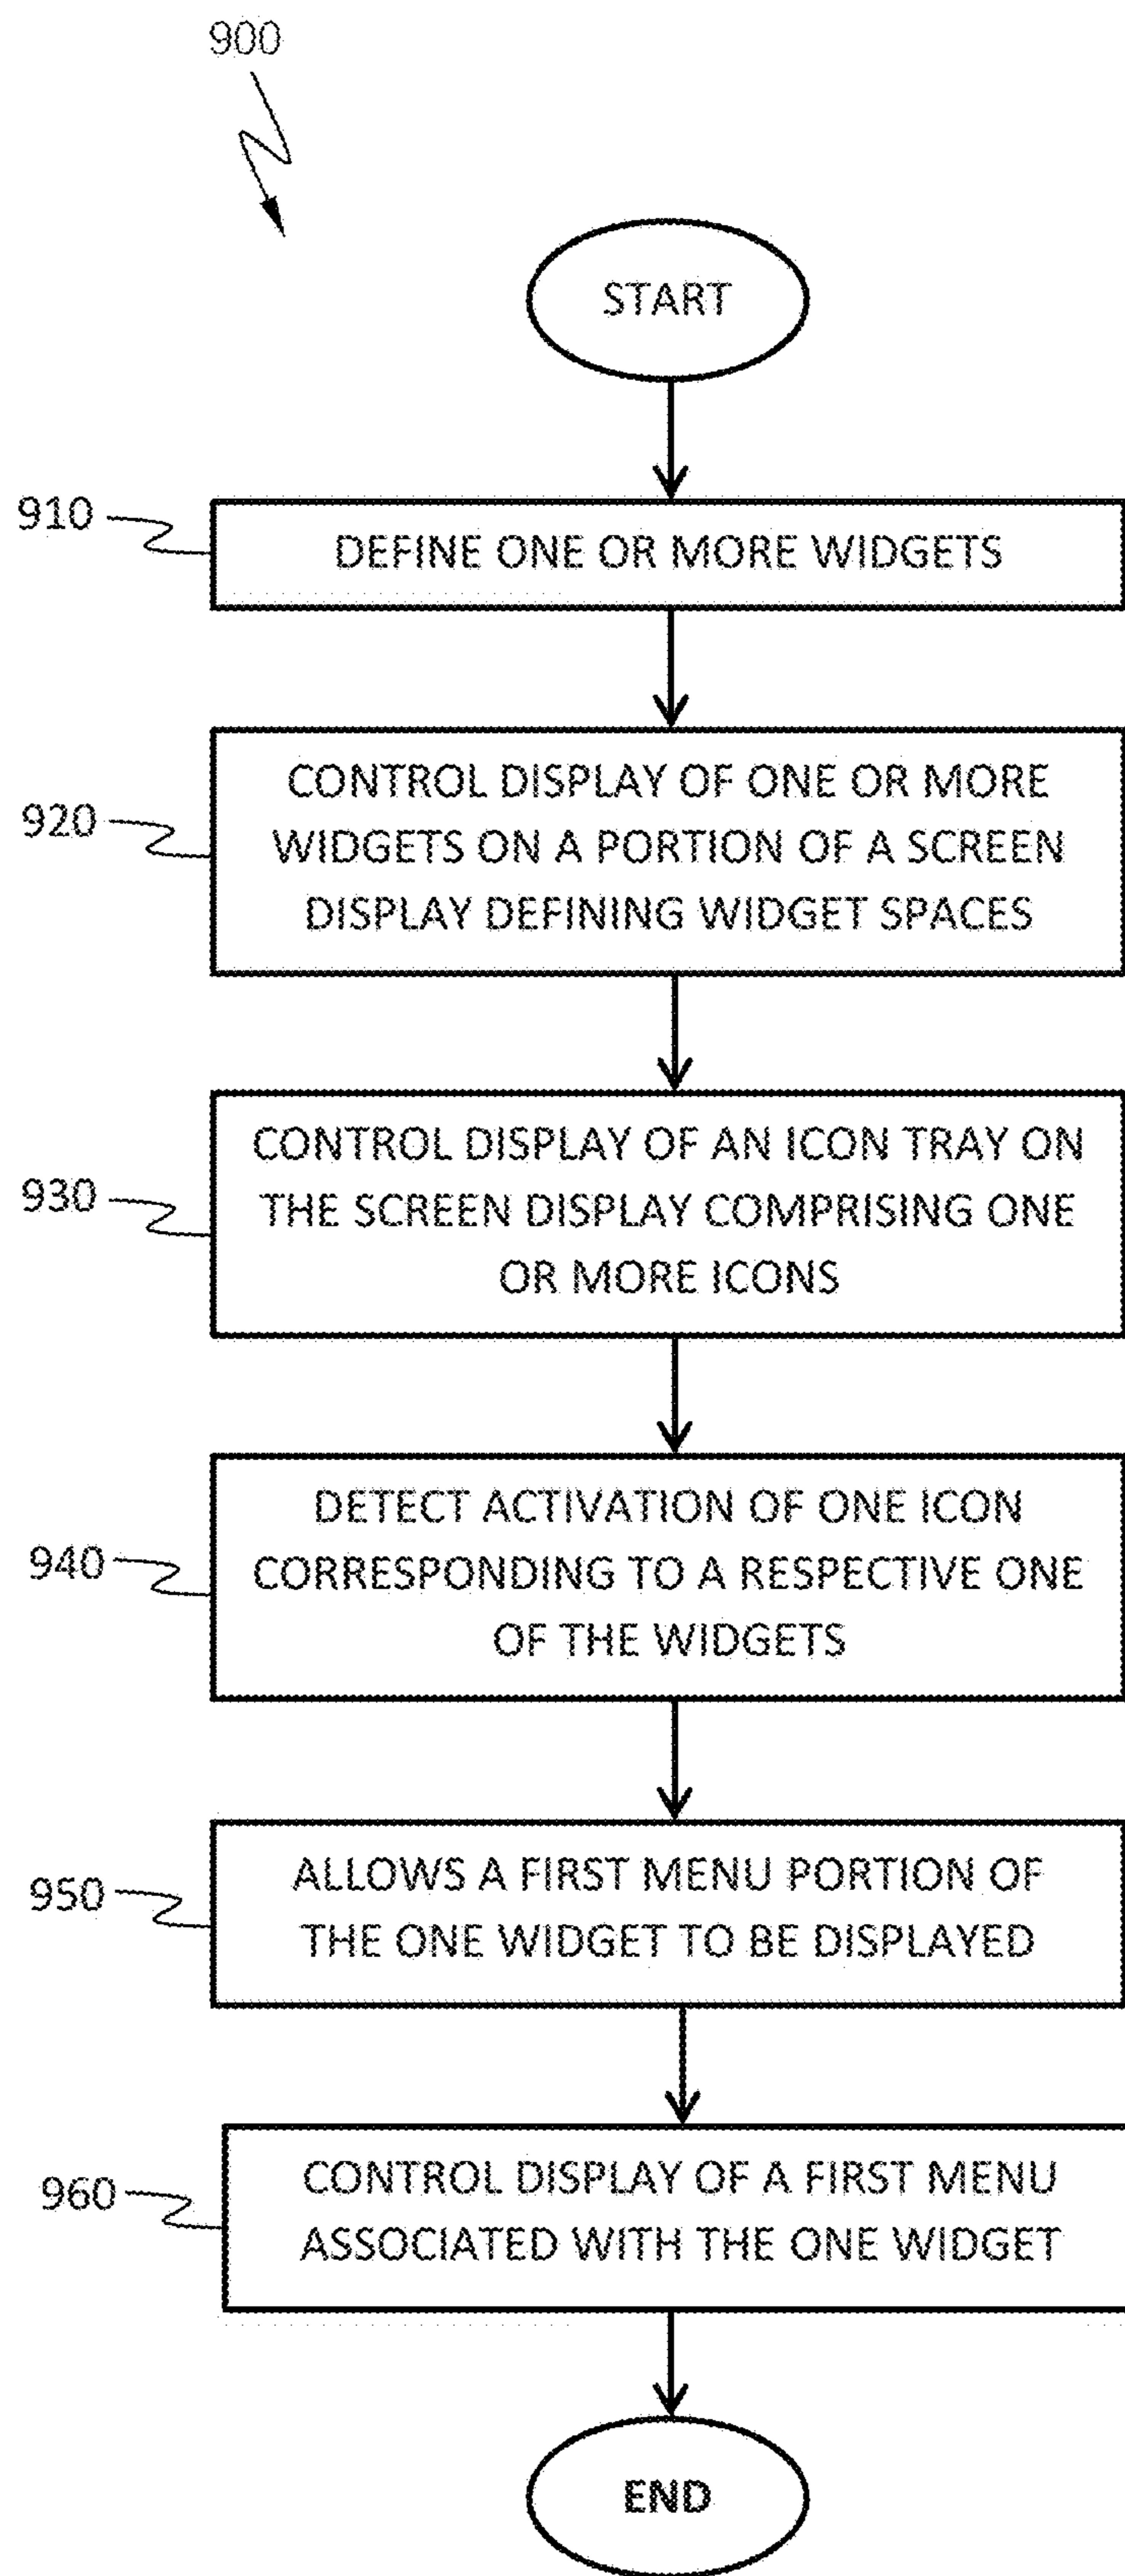 900
START
910
DEFINE ONE OR MORE WIDGETS
920
CONTROL DISPLAY OF ONE OR MORE
WIDGETS ON A PORTION OF A SCREEN
DISPLAY DEFINING WIDGET SPACES
930
CONTROL DISPLAY OF AN ICON TRAY ON
THE SCREEN DISPLAY COMPRISING ONE
OR MORE ICONS
940
DETECT ACTIVATION OF ONE ICON
CORRESPONDING TO A RESPECTIVE ONE
OF THE WIDGETS
950
ALLOWS A FIRST MENU PORTION OF
THE ONE WIDGET TO BE DISPLAYED
960
CONTROL DISPLAY OF A FIRST MENU
ASSOCIATED WITH THE ONE WIDGET
END